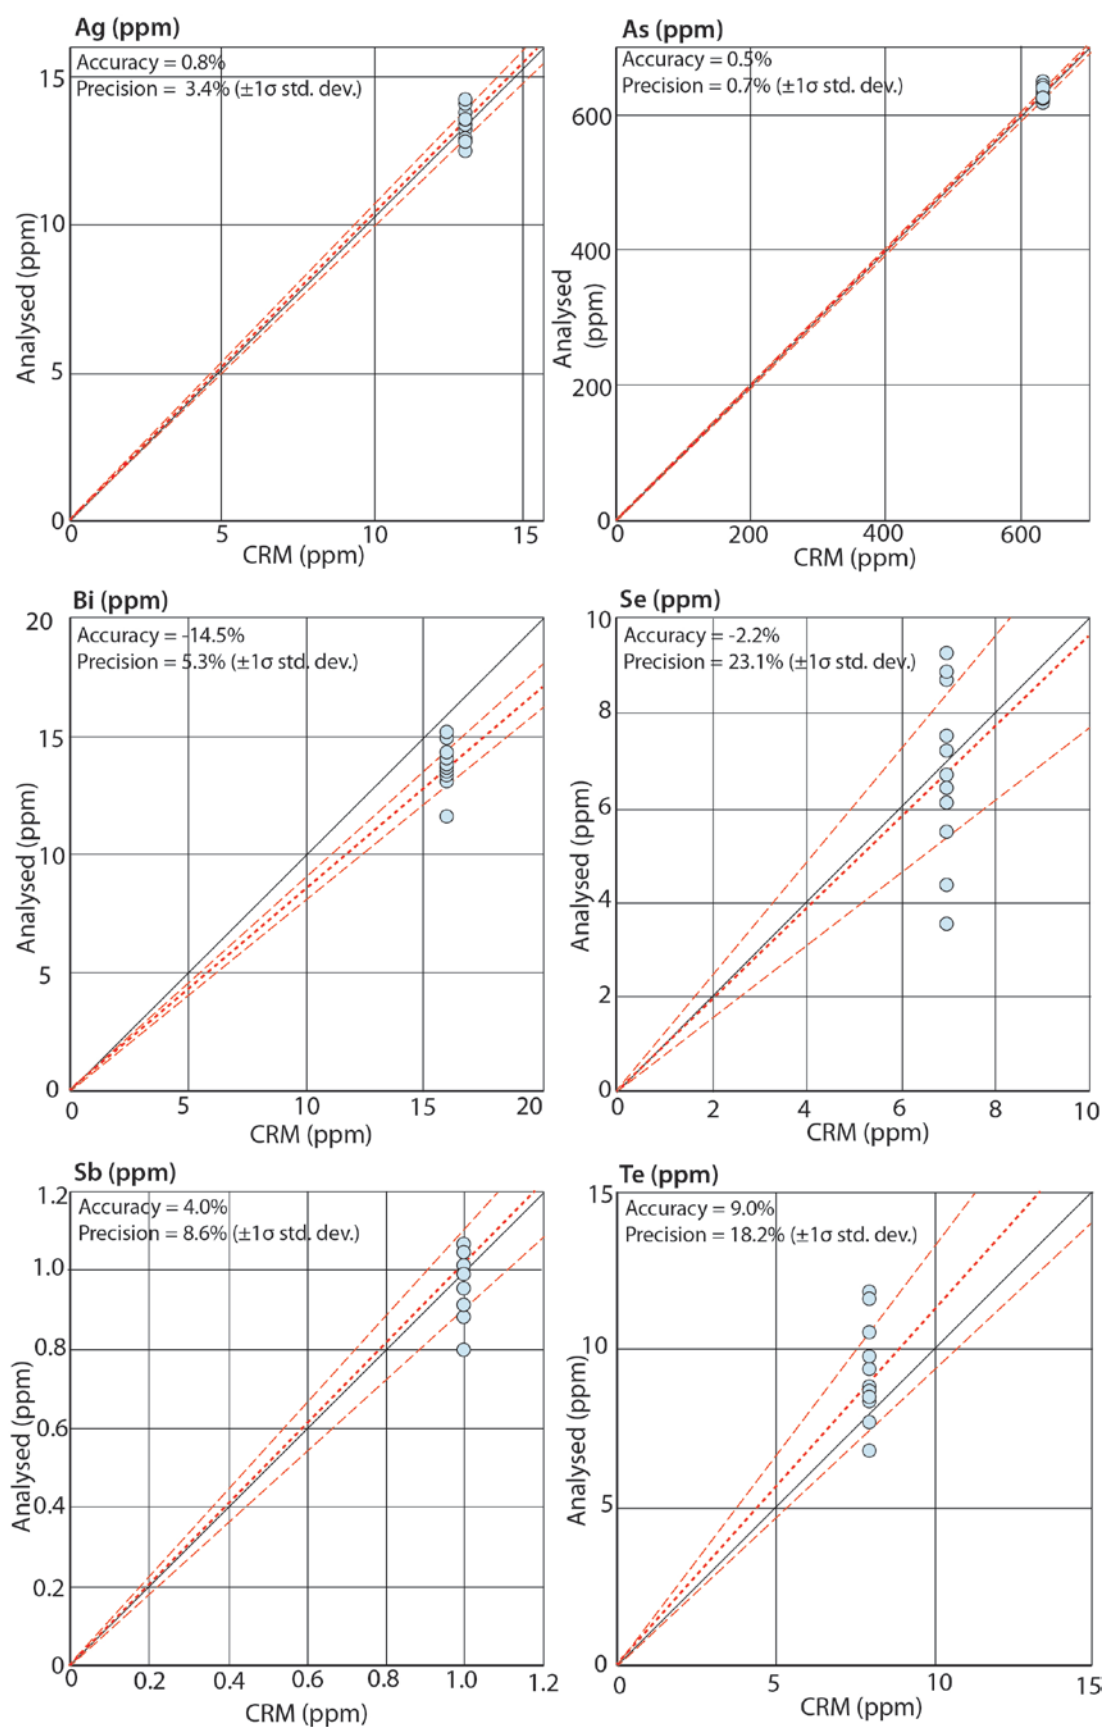 Ag (ppm)
Accuracy = 0.8%
Precision = 3.4% (±1σ std. dev.)
15
10
5
0
Analysed (ppm)
0
5
10
15
CRM (ppm)
As (ppm)
Accuracy = 0.5%
Precision = 0.7% (±1σ std. dev.)
600
400
200
0
Analysed
(ppm)
0
200
400
600
CRM (ppm)
Bi (ppm)
Accuracy = -14.5%
Precision = 5.3% (±1σ std. dev.)
20
15
10
5
0
Analysed (ppm)
0
5
10
15
20
CRM (ppm)
Se (ppm)
Accuracy = -2.2%
Precision = 23.1% (±1σ std. dev.)
10
8
6
4
2
0
Analysed (ppm)
0
2
4
6
8
10
CRM (ppm)
Sb (ppm)
Accuracy = 4.0%
Precision = 8.6% (±1σ std. dev.)
1.2
1.0
0.8
0.6
0.4
0.2
0
Analysed (ppm)
0
0.2
0.4
0.6
0.8
1.0
1.2
CRM (ppm)
Te (ppm)
Accuracy = 9.0%
Precision = 18.2% (±1σ std. dev.)
15
10
5
0
Analysed (ppm)
0
5
10
15
CRM (ppm)